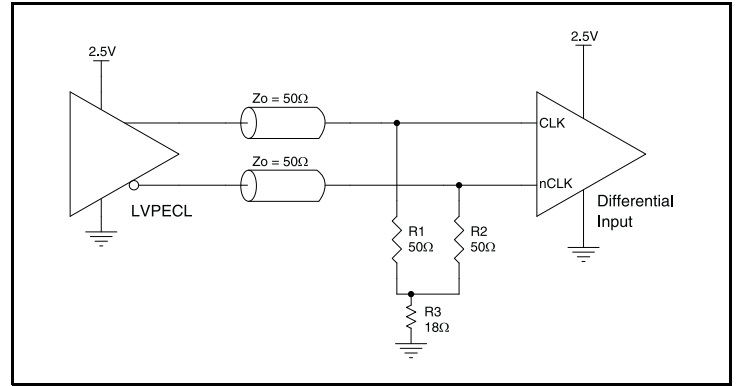 2.5V
2.5V
Zo = 50Ω
CLK
Zo = 50Ω
nCLK
LVPECL
Differential
Input
R1
50Ω
R2
50Ω
R3
18Ω